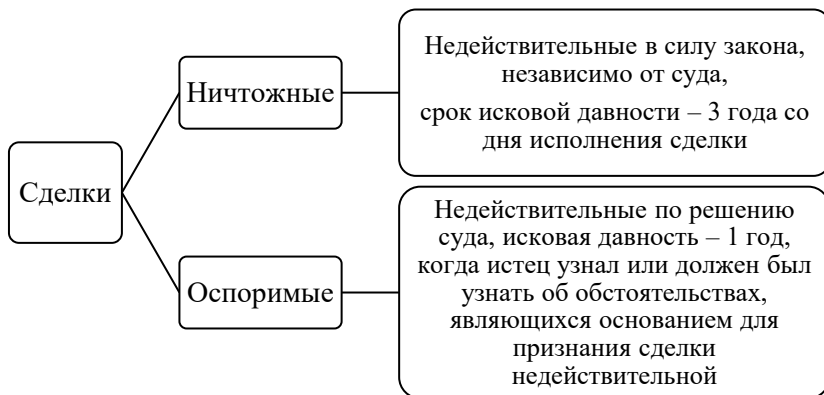 Сделки
Ничтожные
Недействительные в силу закона,
независимо от суда,
срок исковой давности – 3 года со
дня исполнения сделки
Оспоримые
Недействительные по решению
суда, исковая давность – 1 год,
когда истец узнал или должен был
узнать об обстоятельствах,
являющихся основанием для
признания сделки
недействительной